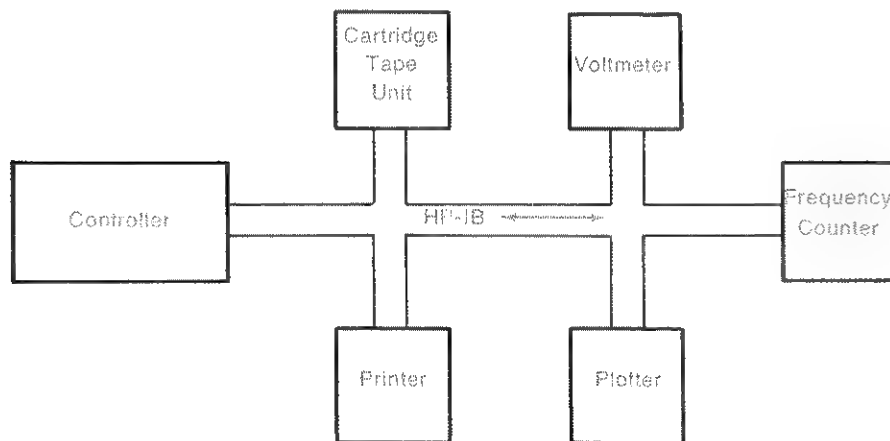 Cartridge
Tape
Unit
Voltmeter
Controller
HP-IB
Frequency
Counter
Printer
Plotter